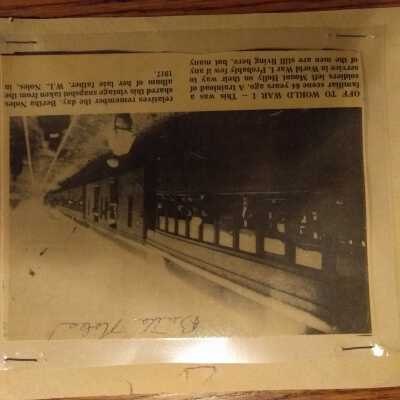 OFF TO WORLD WAR I — This was a
familiar scene 64 years ago. A trainload of
soldiers left Mount Holly on their way to
service in World War I. Probably few if any
of the men are still living here, but many
relatives remember the day. Bertha Noles
shared this vintage snapshot taken from the
album of her late father, W.L. Noles, in
1917.